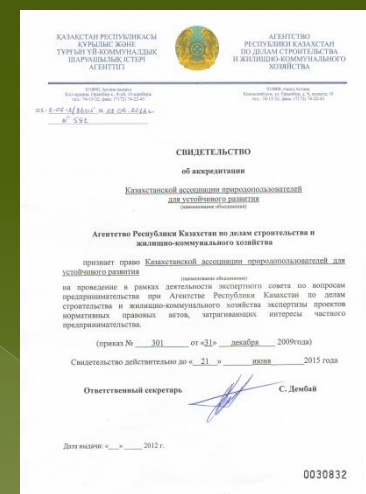 ҚАЗАҚСТАН РЕСПУБЛИКАСЫ
ҚҰРЫЛЫС ЖӘНЕ
ТҰРҒЫН ҮЙ-КОММУНАЛДЫҚ
ШАРУАШЫЛЫҚ ІСТЕРІ
АГЕНТТІГІ
АГЕНТСТВО
РЕСПУБЛИКИ КАЗАХСТАН
ПО ДЕЛАМ СТРОИТЕЛЬСТВА
И ЖИЛИЩНО-КОММУНАЛЬНОГО
ХОЗЯЙСТВА
№ 592
СВИДЕТЕЛЬСТВО
об аккредитации
Казахстанской ассоциации природопользователей
для устойчивого развития
(наименование объединения)
Агентство Республики Казахстан по делам строительства и
жилищно-коммунального хозяйства
признает право Казахстанской ассоциации природопользователей для
устойчивого развития
(наименование объединения)
на проведение в рамках деятельности экспертного совета по вопросам
предпринимательства при Агентстве Республики Казахстан по делам
строительства и жилищно-коммунального хозяйства экспертизы проектов
нормативных правовых актов, затрагивающих интересы частного
предпринимательства.
(приказ № 301 от «31» декабря 2009года)
Свидетельство действительно до « 21 » июня 2015 года
Ответственный секретарь С. Дембай
Дата выдачи: «__» _____ 2012 г.
0030832